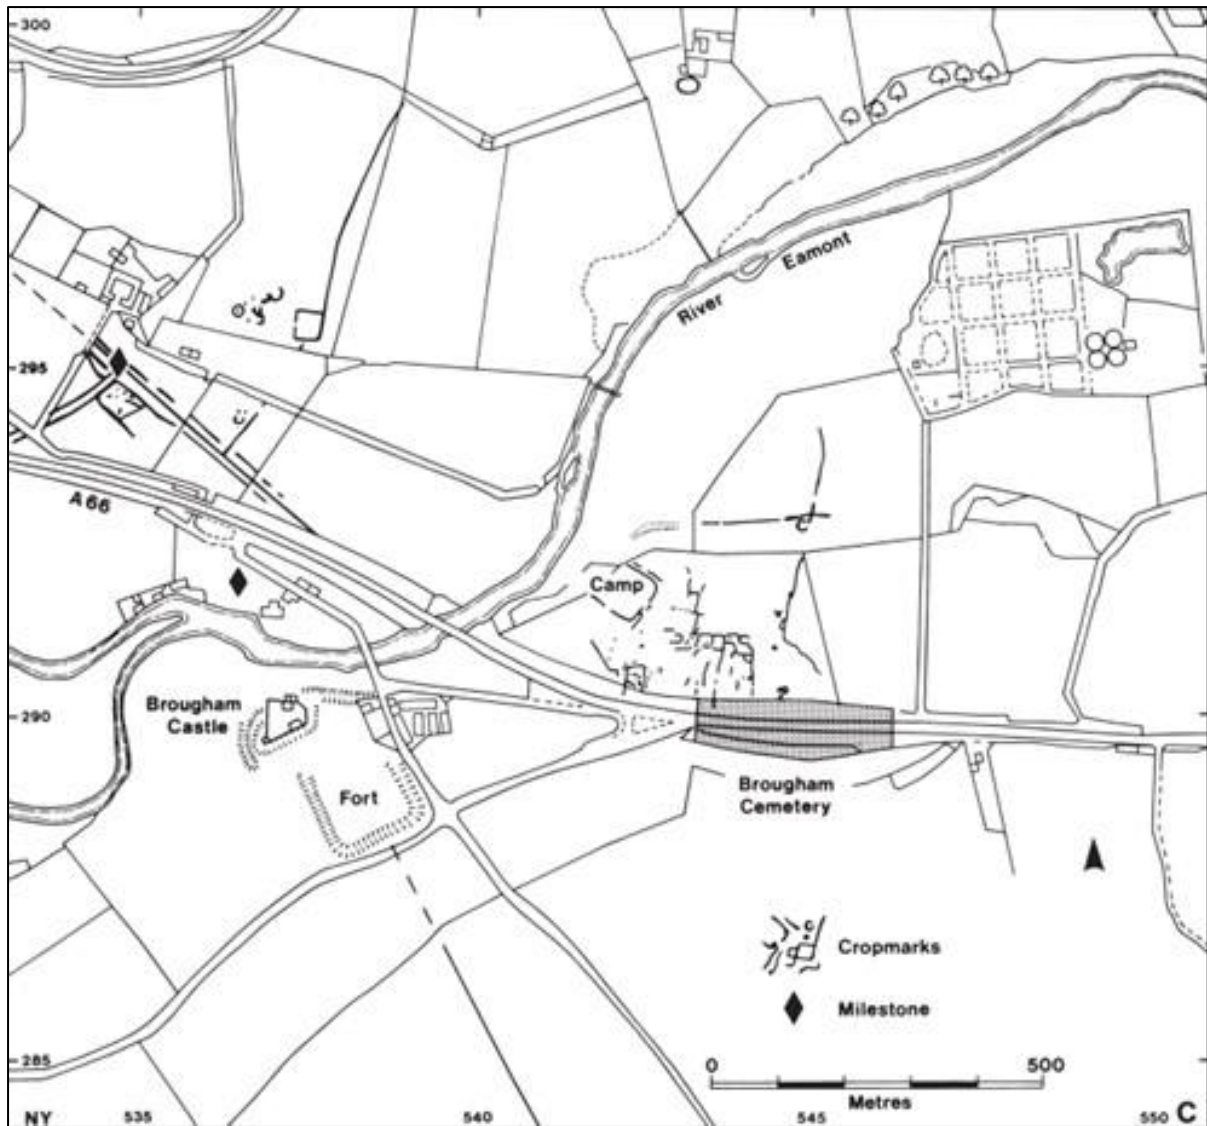 300
Eamont
River
295
A66
Camp
Brougham
Castle
290
Fort
Brougham
Cemetery
Cropmarks
Milestone
285
0 500
Metres
NY 535 540 545 550 C